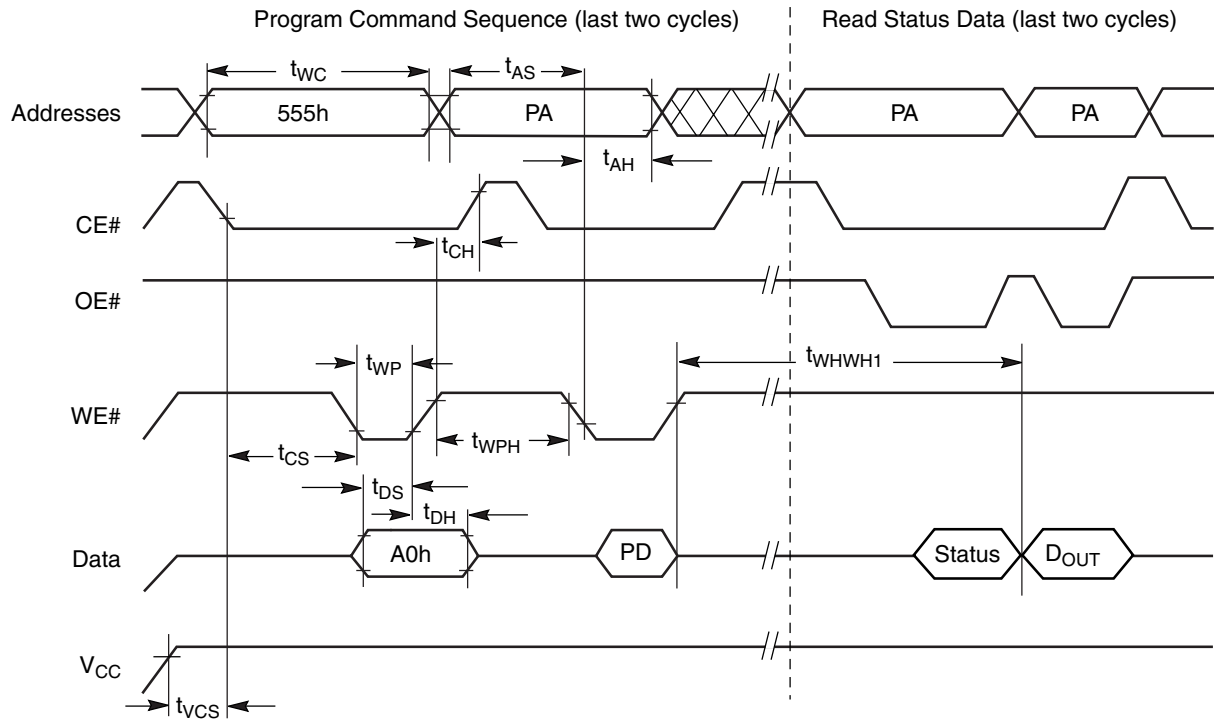 Program Command Sequence (last two cycles)
Read Status Data (last two cycles)
tWC
tAS
Addresses
555h
PA
PA
PA
tAH
CE#
tCH
OE#
tWP
tWHWH1
WE#
tCS
tWPH
tDS
tDH
Data
A0h
PD
Status
DOUT
VCC
tVCS